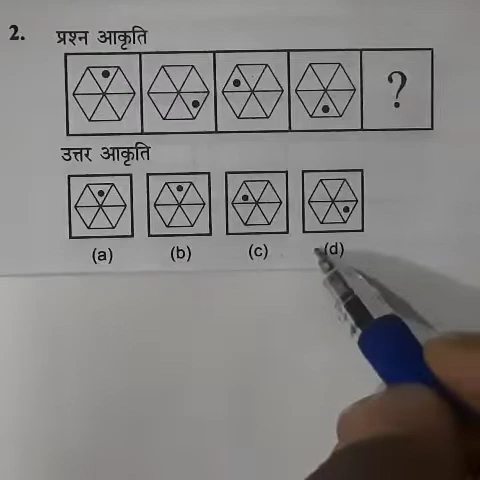 2. प्रश्न आकृति
?
उत्तर आकृति
(a) (b) (c) (d)